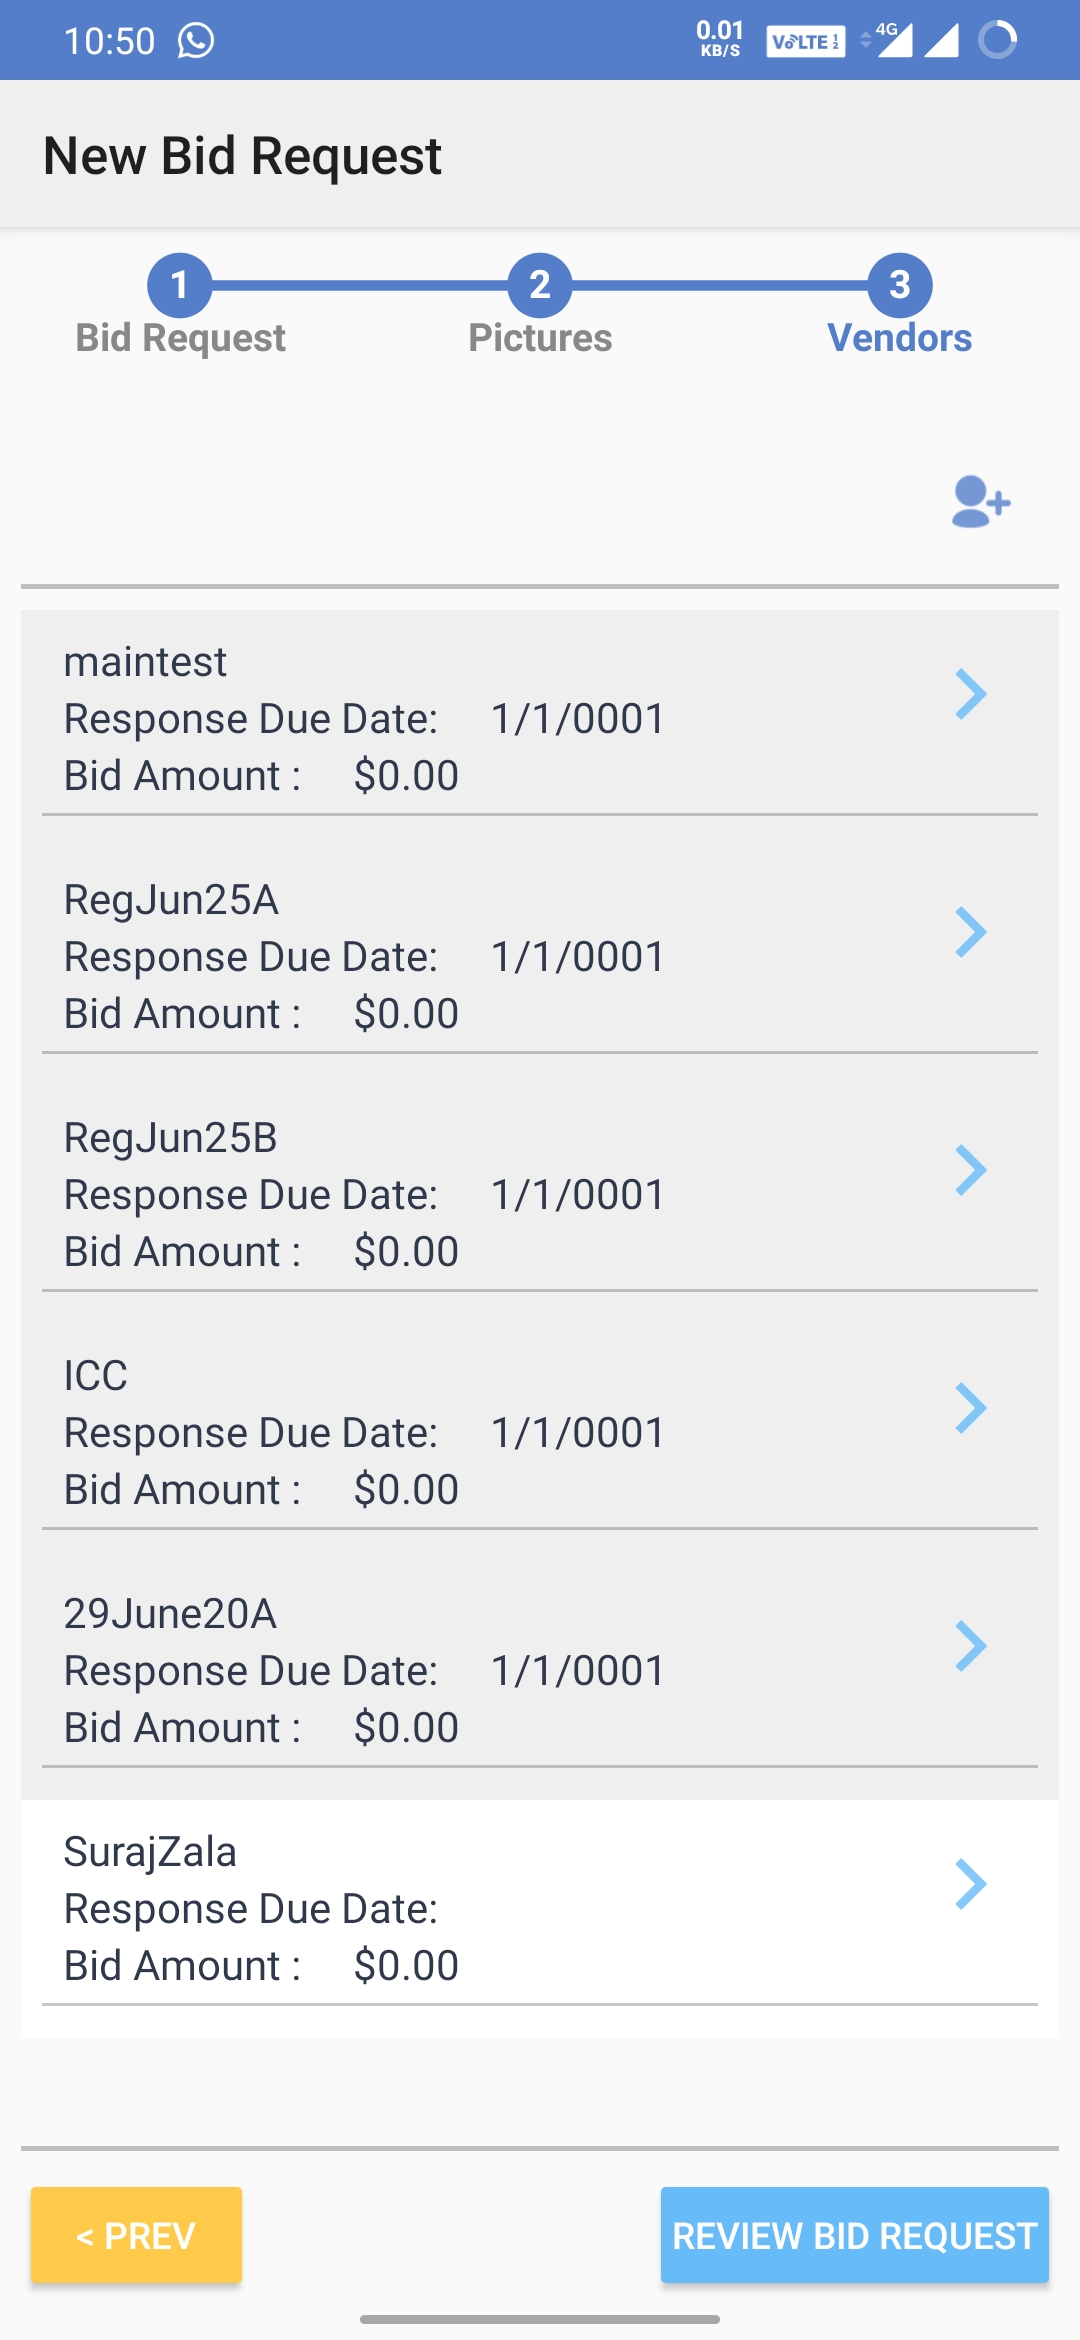 10:50
0.01
KB/S
VoLTE 1 2
4G
New Bid Request
1
2
3
Bid Request
Pictures
Vendors
maintest
Response Due Date: 1/1/0001
Bid Amount : $0.00
RegJun25A
Response Due Date: 1/1/0001
Bid Amount : $0.00
RegJun25B
Response Due Date: 1/1/0001
Bid Amount : $0.00
ICC
Response Due Date: 1/1/0001
Bid Amount : $0.00
29June20A
Response Due Date: 1/1/0001
Bid Amount : $0.00
SurajZala
Response Due Date:
Bid Amount : $0.00
< PREV
REVIEW BID REQUEST